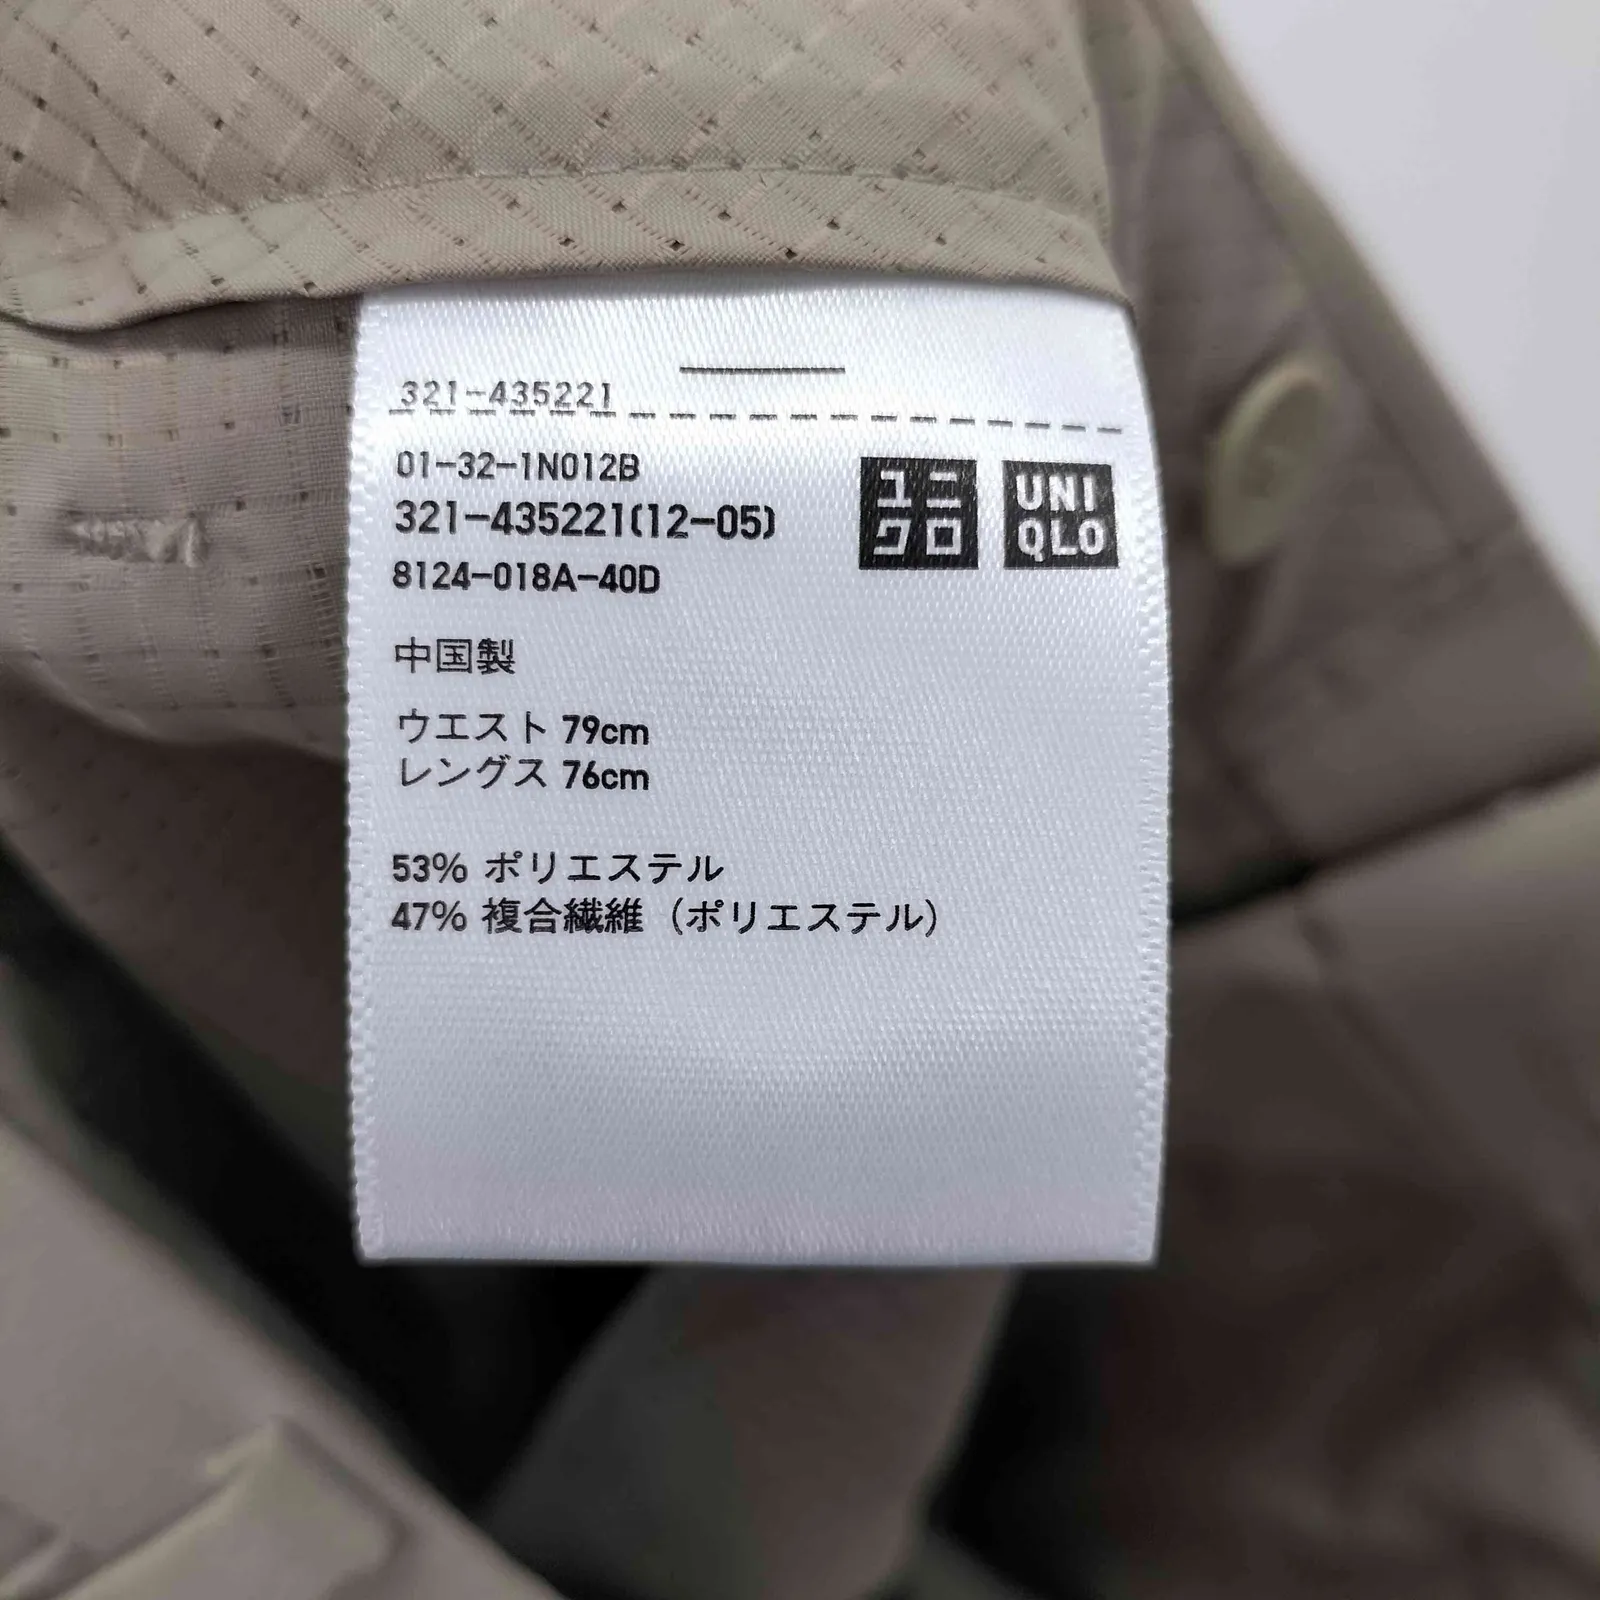 321-435221
01-32-1N012B
321-435221(12-05)
8124-018A-40D
ユニ
クロ
UNI
QLO
中国製
ウエスト 79cm
レングス 76cm
53% ポリエステル
47% 複合繊維（ポリエステル）